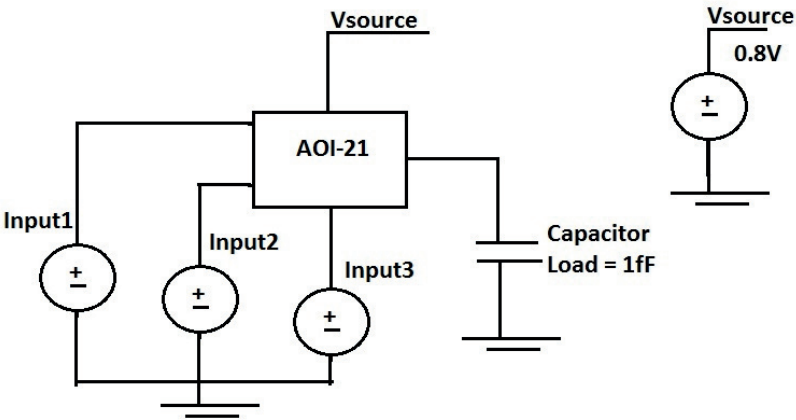 Vsource
Vsource
0.8V
AOI-21
Input1
Input2
Input3
Capacitor
Load = 1fF